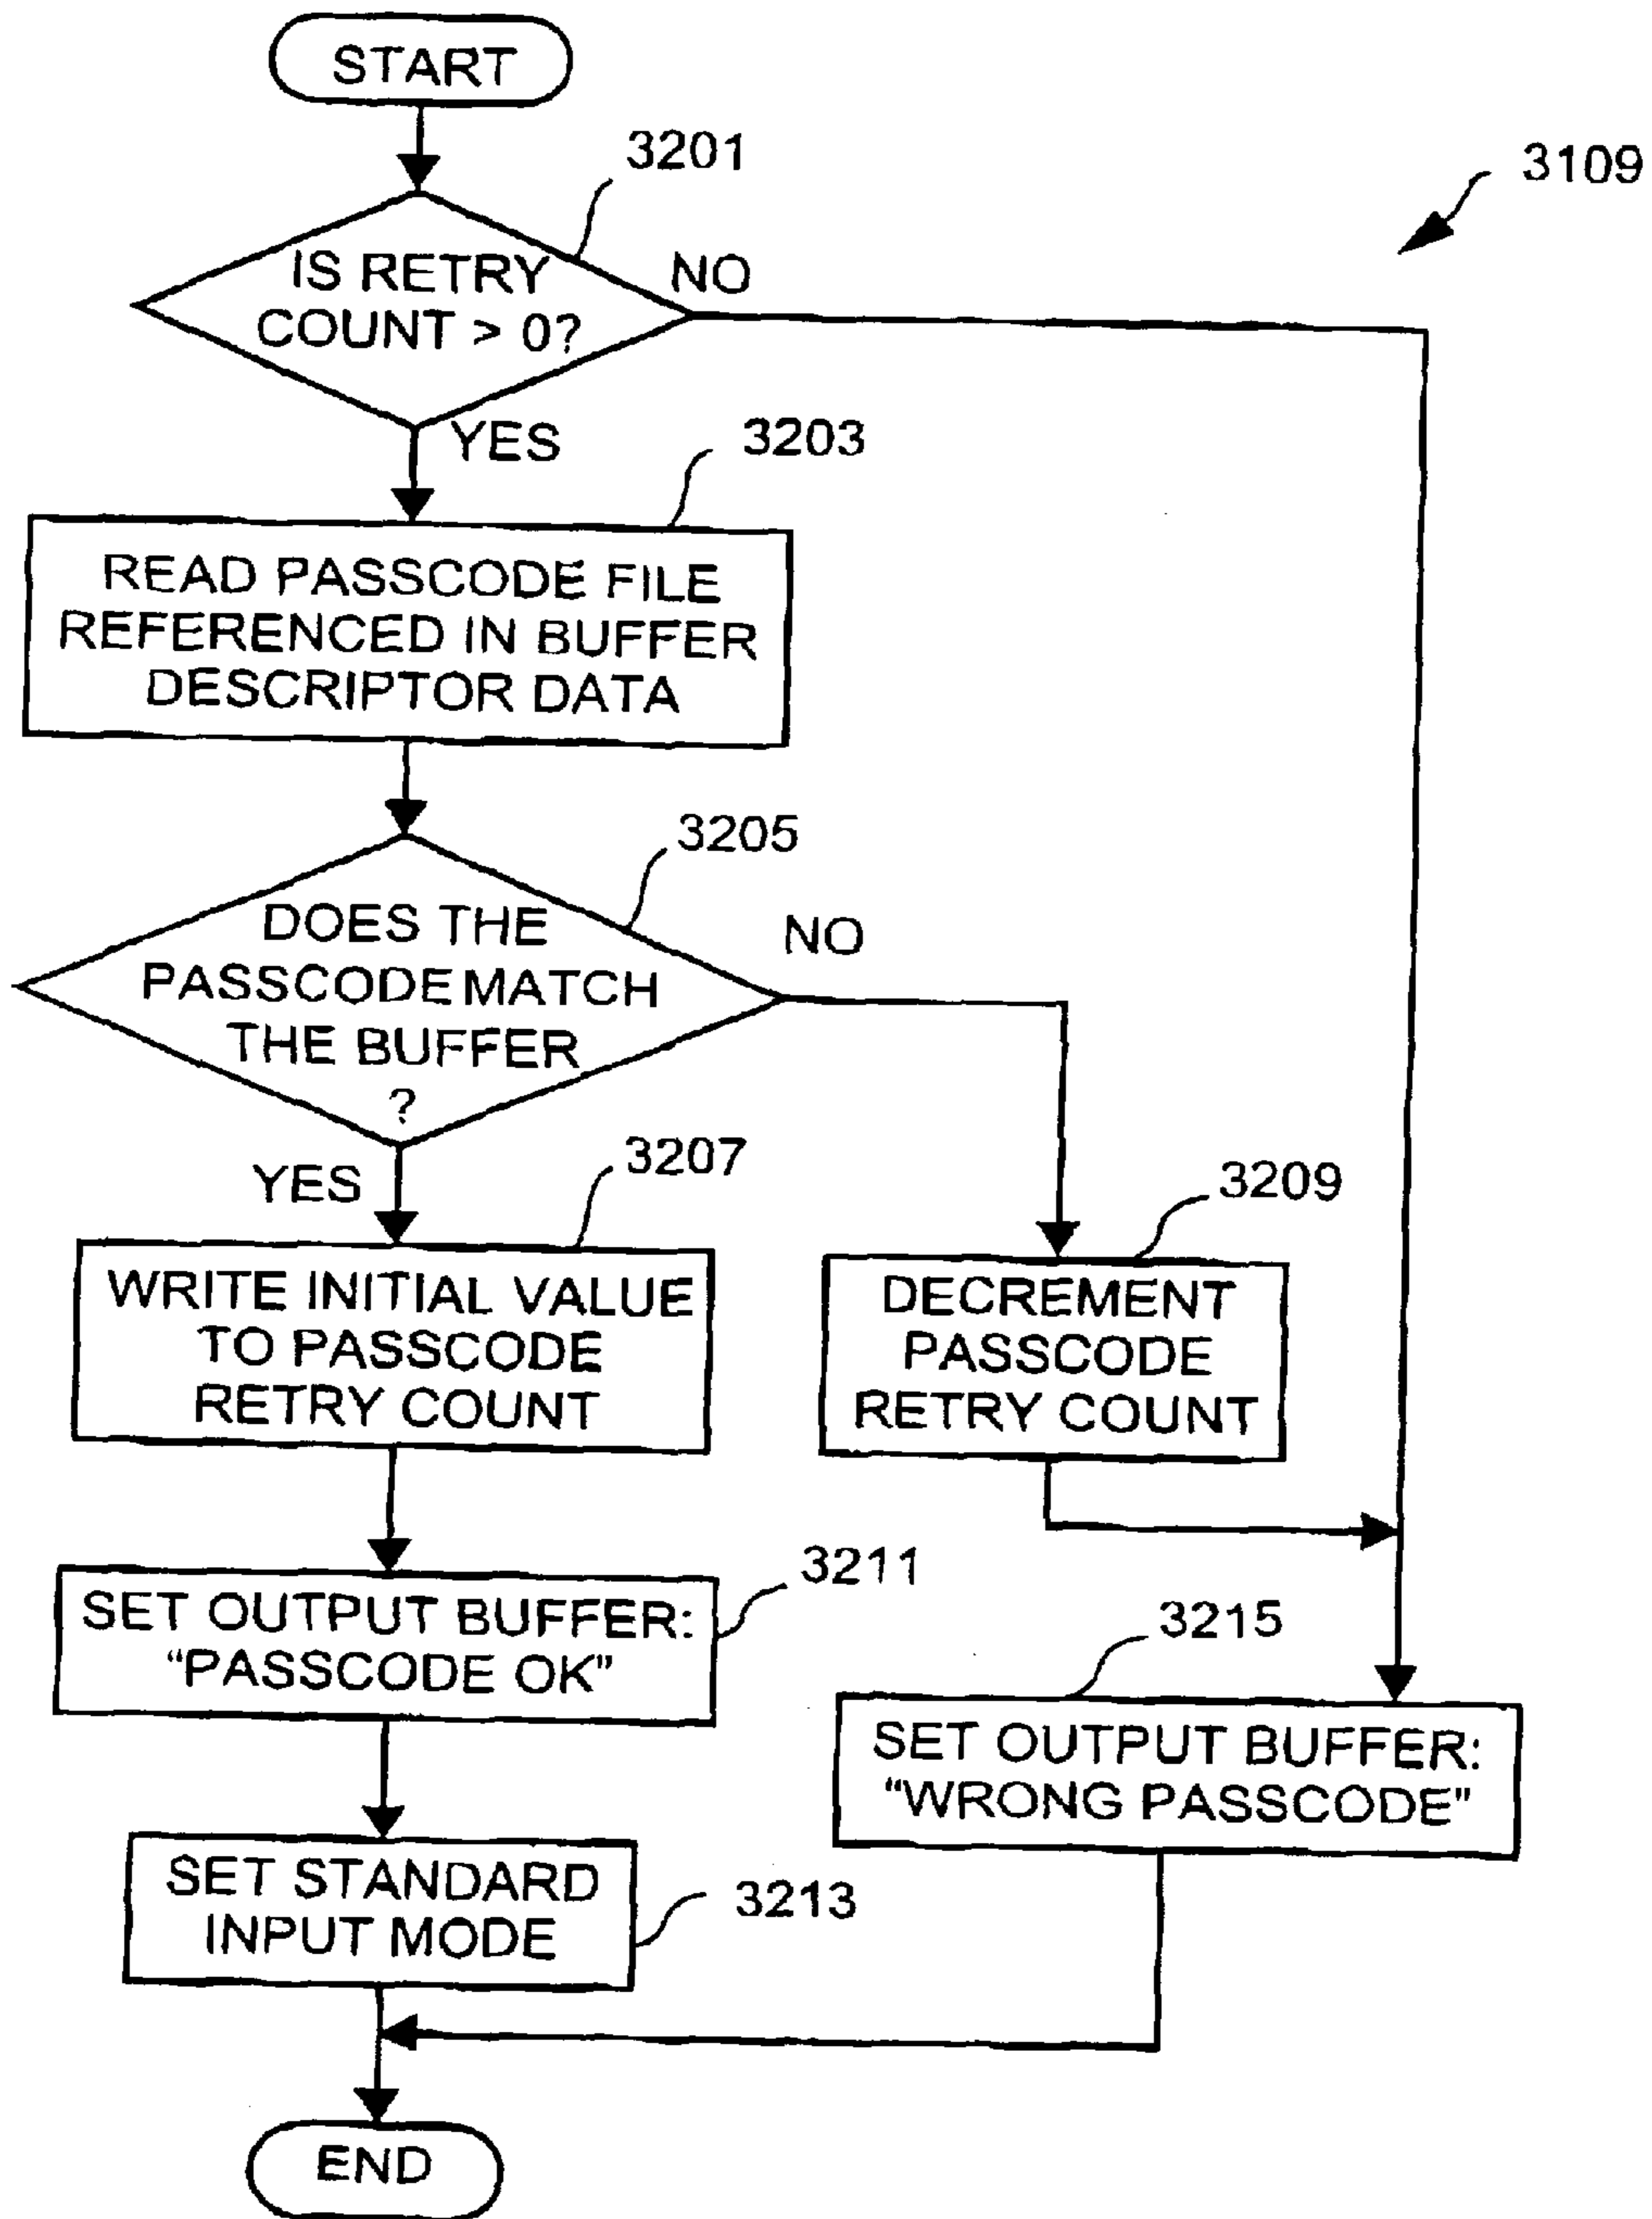 START
3201
3109
IS RETRY
COUNT > 0?
NO
YES
3203
READ PASSCODE FILE
REFERENCED IN BUFFER
DESCRIPTOR DATA
3205
DOES THE
PASSCODE MATCH
THE BUFFER
?
NO
YES
3207
3209
WRITE INITIAL VALUE
TO PASSCODE
RETRY COUNT
DECREMENT
PASSCODE
RETRY COUNT
3211
SET OUTPUT BUFFER:
“PASSCODE OK”
3215
SET OUTPUT BUFFER:
“WRONG PASSCODE”
SET STANDARD
INPUT MODE
3213
END